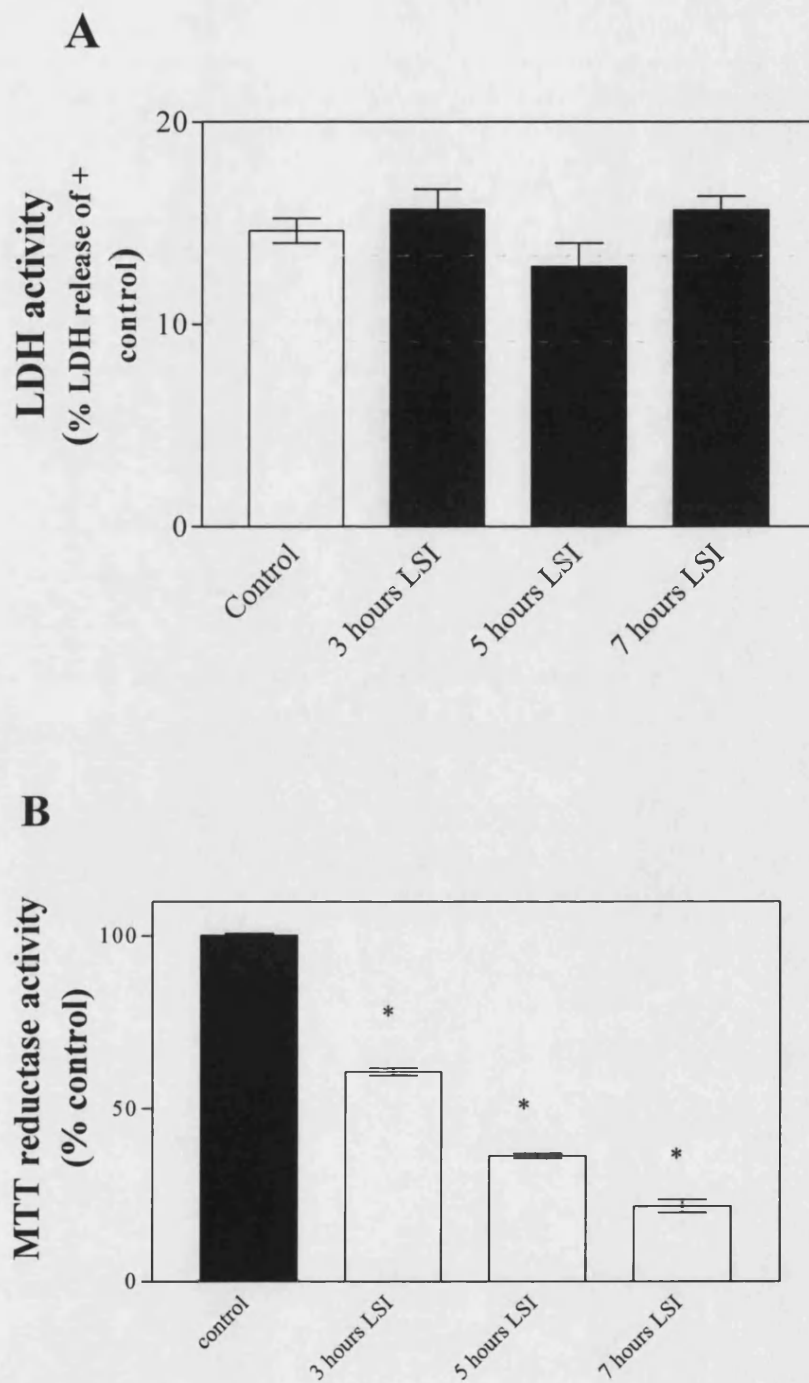 A
LDH activity
(% LDH release of +
control)
20
10
0
Control
3 hours LSI
5 hours LSI
7 hours LSI
B
MTT reductase activity
(% control)
100
50
0
*
*
*
control
3 hours LSI
5 hours LSI
7 hours LSI